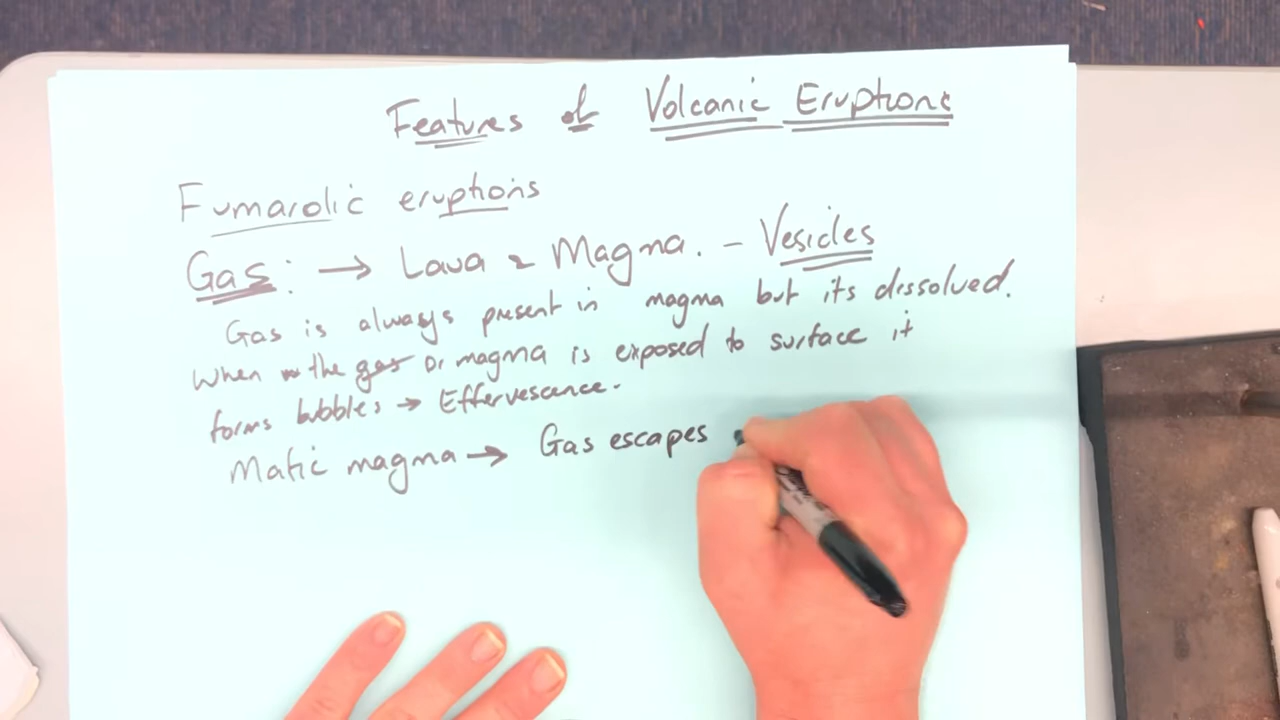 Features of Volcanic Eruptions
Fumarolic eruptions
Gas: → Lava & Magma. - Vesicles
Gas is always present in magma but its dissolved.
When the gas or magma is exposed to surface it
forms bubbles → Effervescence.
Mafic magma → Gas escapes